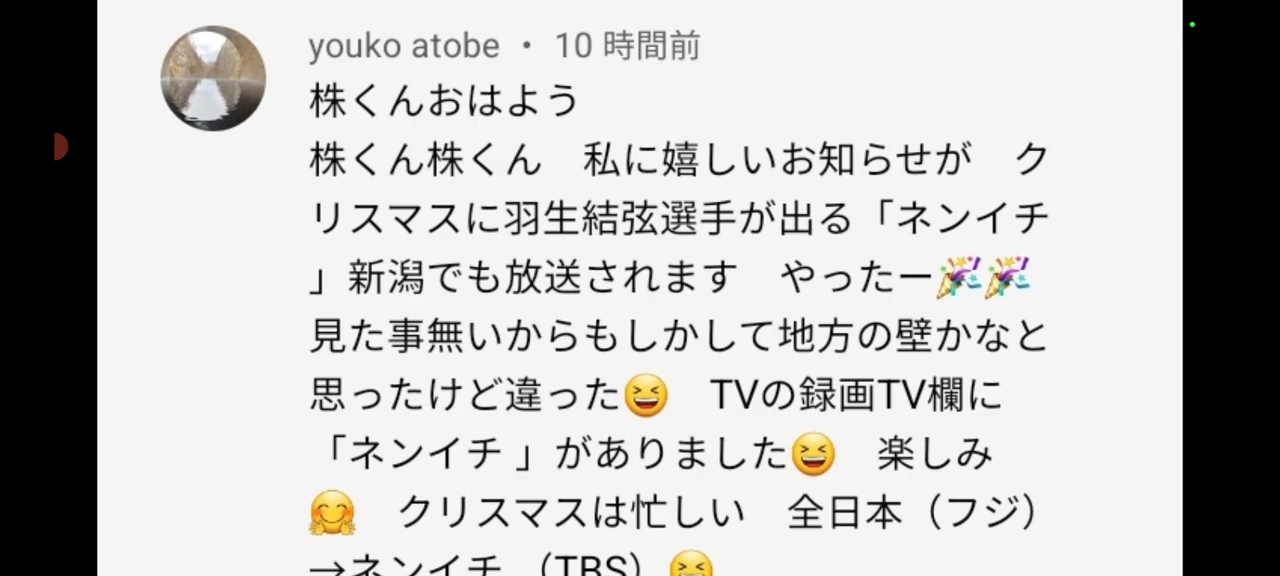 youko atobe • 10 時間前
株くんおはよう
株くん株くん　私に嬉しいお知らせが　ク
リスマスに羽生結弦選手が出る「ネンイチ
」新潟でも放送されます　やったー🎉🎉
見た事無いからもしかして地方の壁かなと
思ったけど違った😆　TVの録画TV欄に
「ネンイチ 」がありました😆　楽しみ
🤗　クリスマスは忙しい　全日本（フジ）
→ネンイチ （TBS）😆